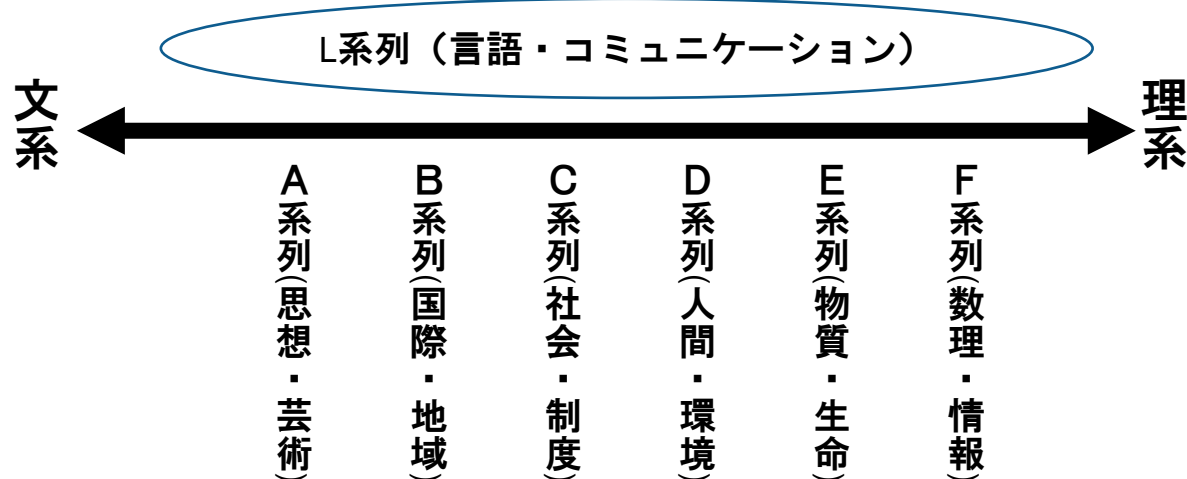 L系列（言語・コミュニケーション）
文系
理系
A系列(思想・芸術)
B系列(国際・地域)
C系列(社会・制度)
D系列(人間・環境)
E系列(物質・生命)
F系列(数理・情報)